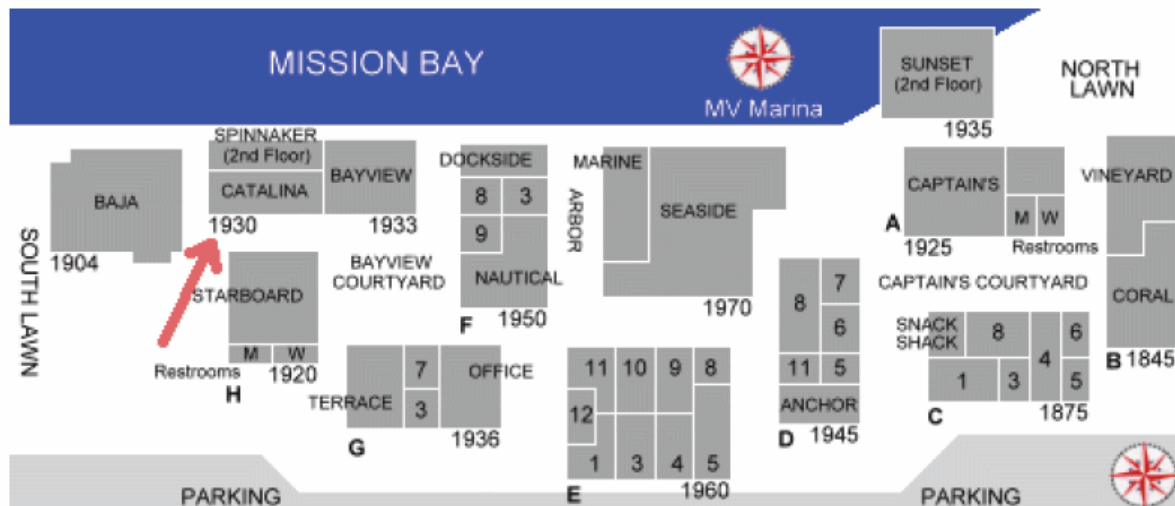 MISSION BAY
MV Marina
SUNSET
(2nd Floor)
1935
NORTH
LAWN
SPINNAKER
(2nd Floor)
CATALINA
1930
BAYVIEW
1933
BAJA
1904
SOUTH LAWN
STARBOARD
M
W
Restrooms
H
1920
BAYVIEW
COURTYARD
DOCKSIDE
8
3
9
NAUTICAL
F
1950
ARBOR
MARINE
SEASIDE
1970
CAPTAIN'S
A
1925
M
W
Restrooms
VINEYARD
CORAL
B
1845
CAPTAIN'S COURTYARD
TERRACE
7
3
OFFICE
G
1936
11
10
9
8
12
1
3
4
5
E
1960
8
7
6
11
5
ANCHOR
D
1945
SNACK
SHACK
8
6
4
1
3
5
C
1875
PARKING
PARKING